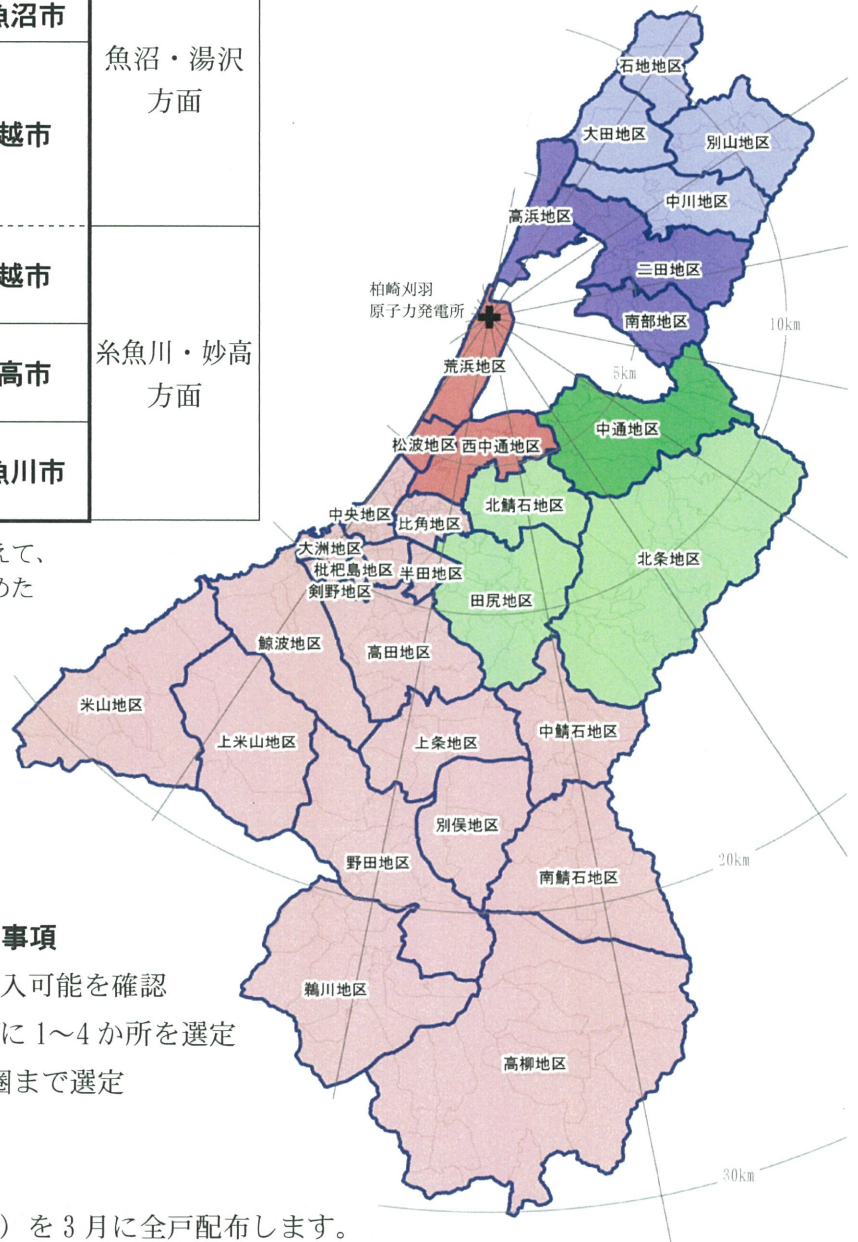 魚沼市
魚沼・湯沢
方面
越市
越市
糸魚川・妙高
方面
高市
魚川市
えて、
めた
石地地区
大田地区
別山地区
中川地区
高浜地区
二田地区
柏崎刈羽
原子力発電所
南部地区
10km
荒浜地区
5km
中通地区
松波地区
西中通地区
北鯖石地区
中央地区
比角地区
大洲地区
枇杷島地区
半田地区
北条地区
剣野地区
田尻地区
鯨波地区
高田地区
米山地区
上米山地区
上条地区
中鯖石地区
別俣地区
野田地区
20km
南鯖石地区
事項
入可能を確認
鵜川地区
に 1～4 か所を選定
圏まで選定
高柳地区
30km
）を 3 月に全戸配布します。